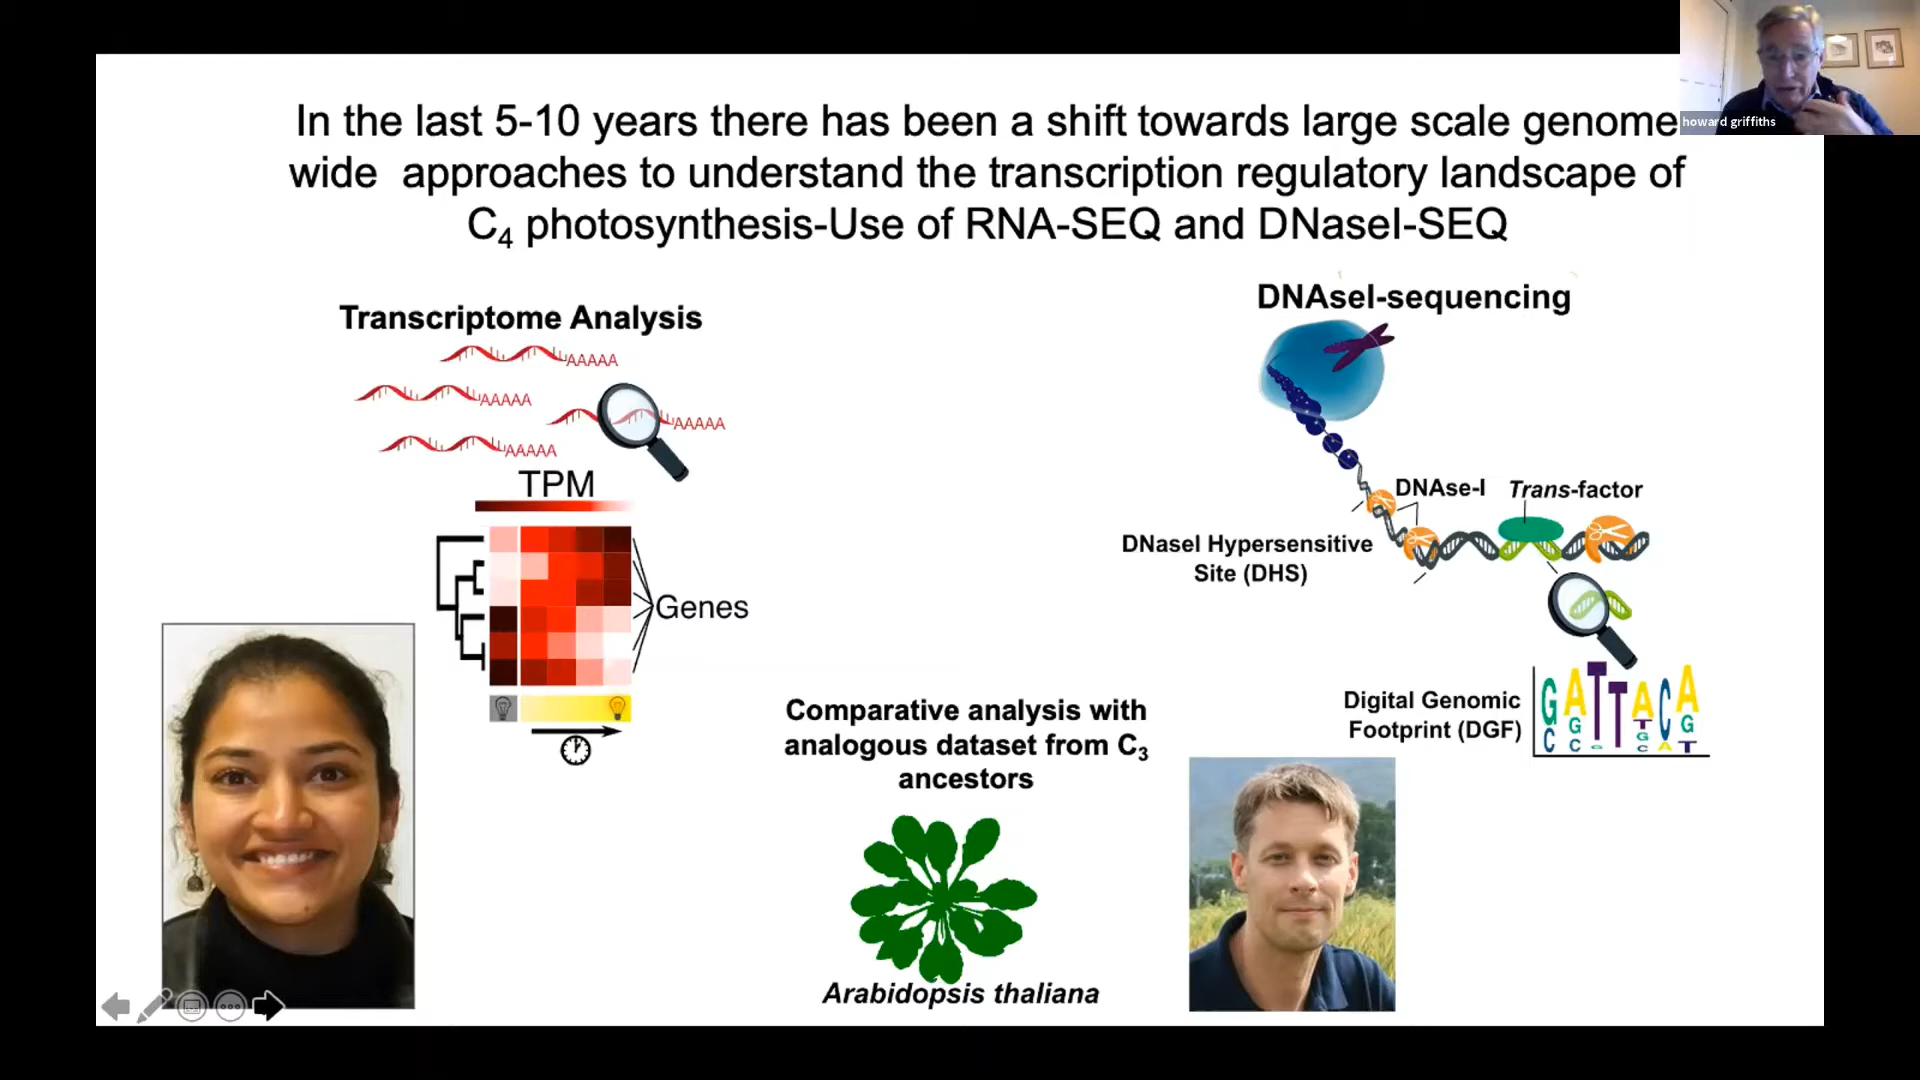 In the last 5-10 years there has been a shift towards large scale genome
wide approaches to understand the transcription regulatory landscape of
C₄ photosynthesis-Use of RNA-SEQ and DNaseI-SEQ
howard griffiths
Transcriptome Analysis
AAAAA
AAAAA
AAAAA
AAAAA
TPM
Genes
DNAseI-sequencing
DNAse-I
Trans-factor
DNaseI Hypersensitive
Site (DHS)
Digital Genomic
Footprint (DGF)
GATTACA
Comparative analysis with
analogous dataset from C₃
ancestors
Arabidopsis thaliana